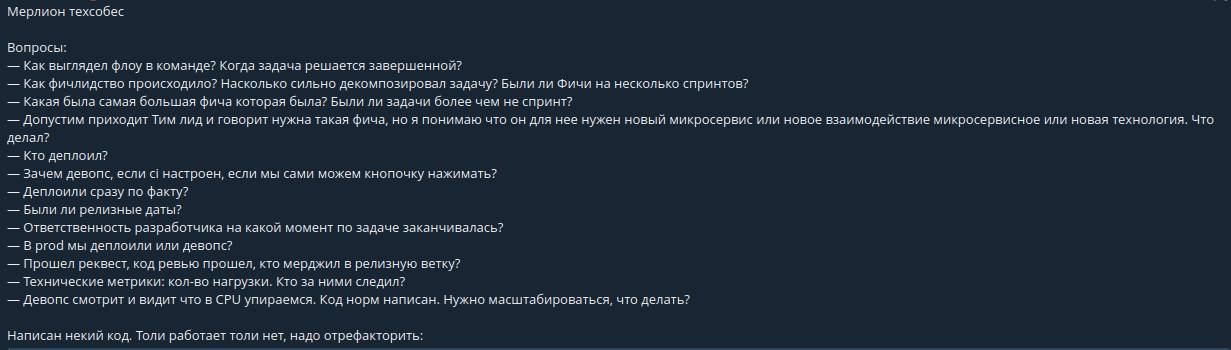 Мерлион техсобес
Вопросы:
— Как выглядел флоу в команде? Когда задача решается завершенной?
— Как фичлидство происходило? Насколько сильно декомпозировал задачу? Были ли Фичи на несколько спринтов?
— Какая была самая большая фича которая была? Были ли задачи более чем не спринт?
— Допустим приходит Тим лид и говорит нужна такая фича, но я понимаю что он для нее нужен новый микросервис или новое взаимодействие микросервисное или новая технология. Что
делал?
— Кто деплоил?
— Зачем девопс, если ci настроен, если мы сами можем кнопочку нажимать?
— Деплоили сразу по факту?
— Были ли релизные даты?
— Ответственность разработчика на какой момент по задаче заканчивалась?
— В prod мы деплоили или девопс?
— Прошел реквест, код ревью прошел, кто мерджил в релизную ветку?
— Технические метрики: кол-во нагрузки. Кто за ними следил?
— Девопс смотрит и видит что в CPU упираемся. Код норм написан. Нужно масштабироваться, что делать?
Написан некий код. Толи работает толи нет, надо отрефакторить: